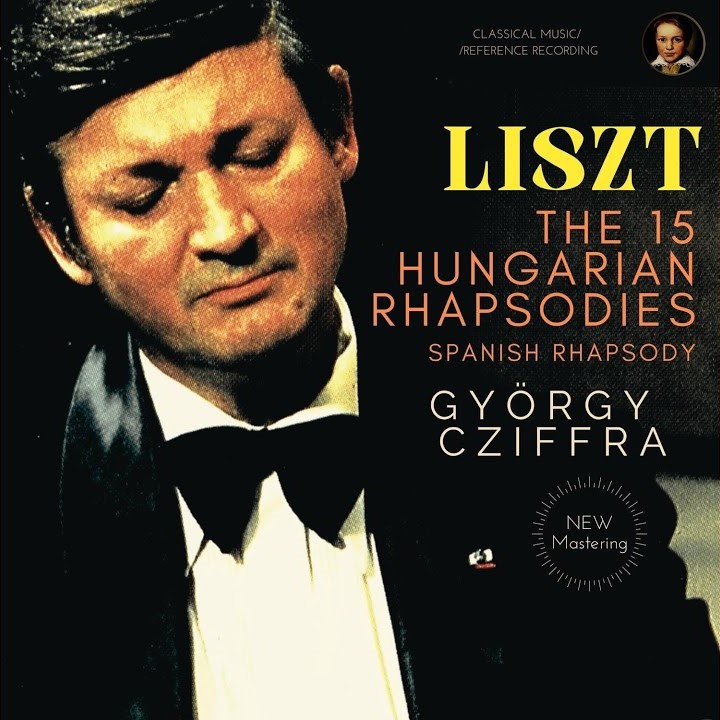 CLASSICAL MUSIC/
/REFERENCE RECORDING
LISZT
THE 15
HUNGARIAN
RHAPSODIES
SPANISH RHAPSODY
GYÖRGY
CZIFFRA
NEW
Mastering